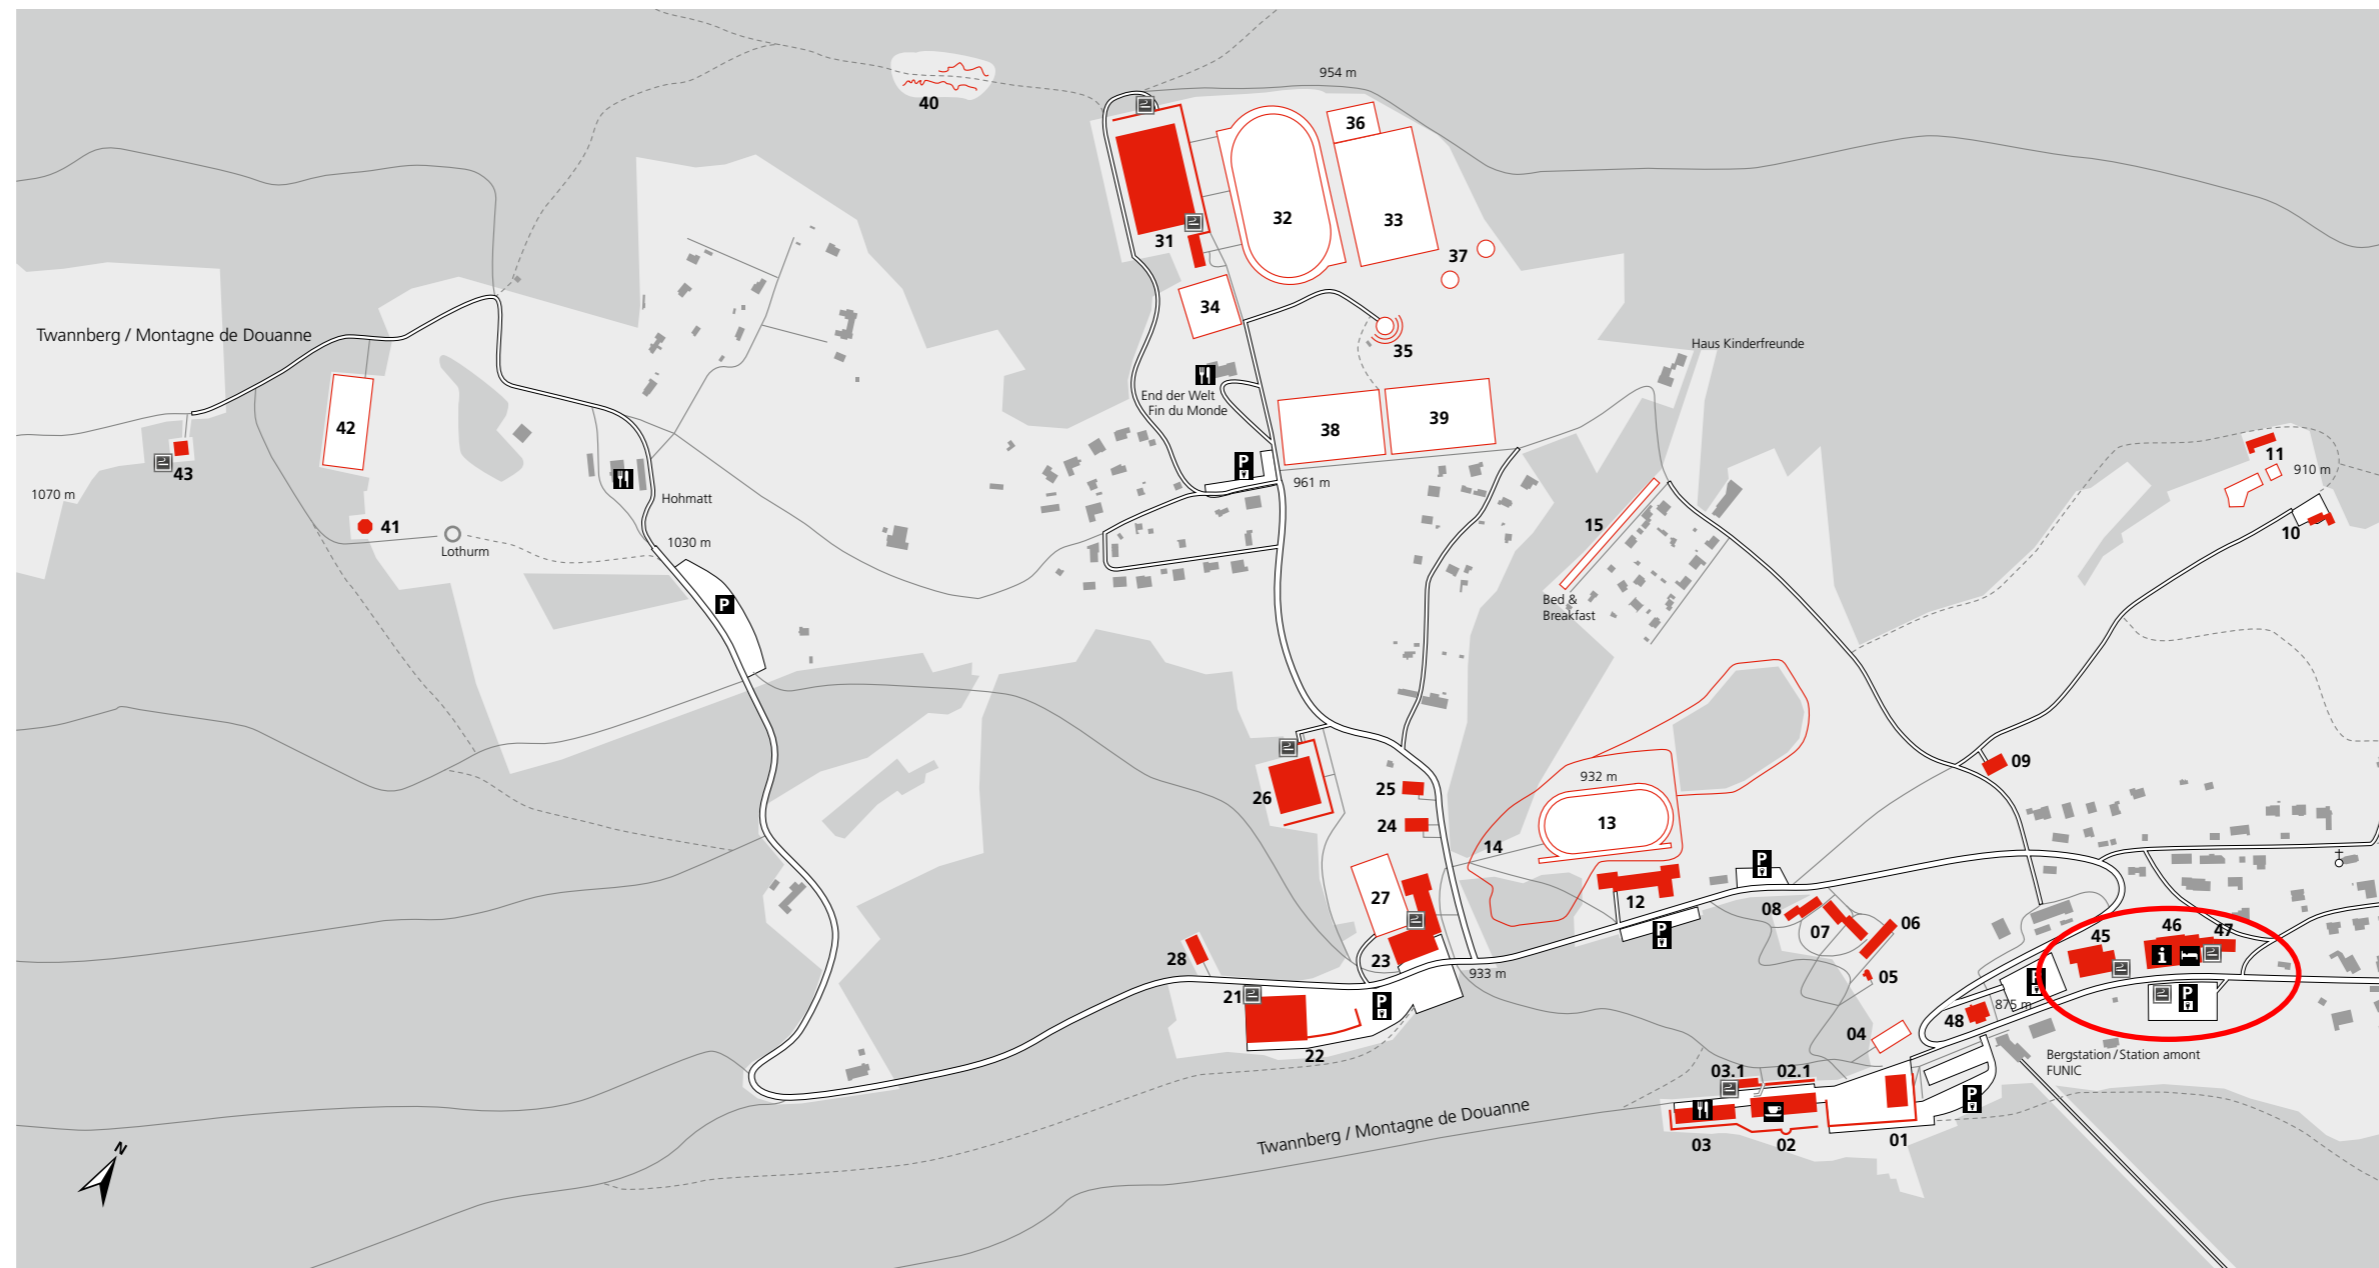 954 m
40
36
32
33
31
37
34
Twannberg / Montagne de Douanne
35
Haus Kinderfreunde
End der Welt
Fin du Monde
42
38
39
43
11
910 m
P
1070 m
961 m
Hohmatt
41
15
10
Lothurm
1030 m
Bed &
Breakfast
P
09
932 m
26
25
24
13
14
P
27
12
08
07
06
46
47
45
P
28
23
933 m
05
i
21
P
P
P
875 m
48
04
22
Bergstation / Station amont
FUNIC
03.1
02.1
P
Twannberg / Montagne de Douanne
03
02
01
N